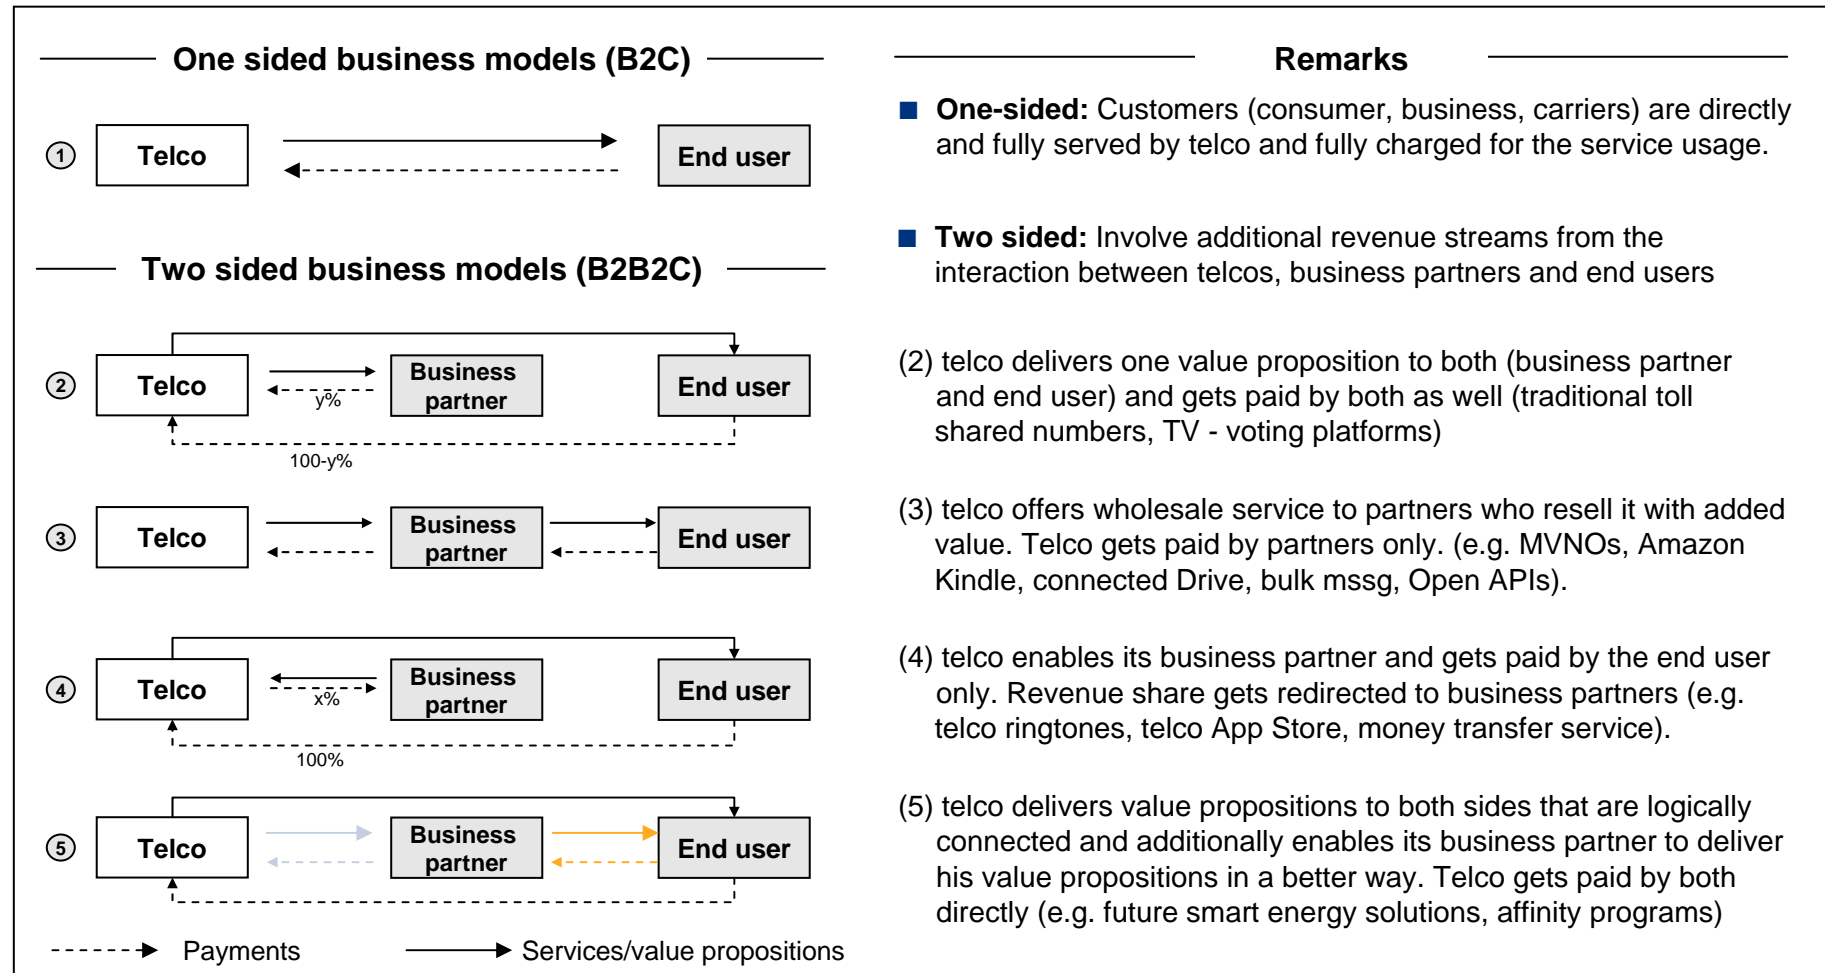 One sided business models (B2C)
1
Telco
End user
Two sided business models (B2B2C)
2
Telco
Business
partner
End user
y%
100-y%
3
Telco
Business
partner
End user
4
Telco
Business
partner
End user
x%
100%
5
Telco
Business
partner
End user
Payments
Services/value propositions
Remarks
One-sided: Customers (consumer, business, carriers) are directly
and fully served by telco and fully charged for the service usage.
Two sided: Involve additional revenue streams from the
interaction between telcos, business partners and end users
(2) telco delivers one value proposition to both (business partner
and end user) and gets paid by both as well (traditional toll
shared numbers, TV - voting platforms)
(3) telco offers wholesale service to partners who resell it with added
value. Telco gets paid by partners only. (e.g. MVNOs, Amazon
Kindle, connected Drive, bulk mssg, Open APIs).
(4) telco enables its business partner and gets paid by the end user
only. Revenue share gets redirected to business partners (e.g.
telco ringtones, telco App Store, money transfer service).
(5) telco delivers value propositions to both sides that are logically
connected and additionally enables its business partner to deliver
his value propositions in a better way. Telco gets paid by both
directly (e.g. future smart energy solutions, affinity programs)